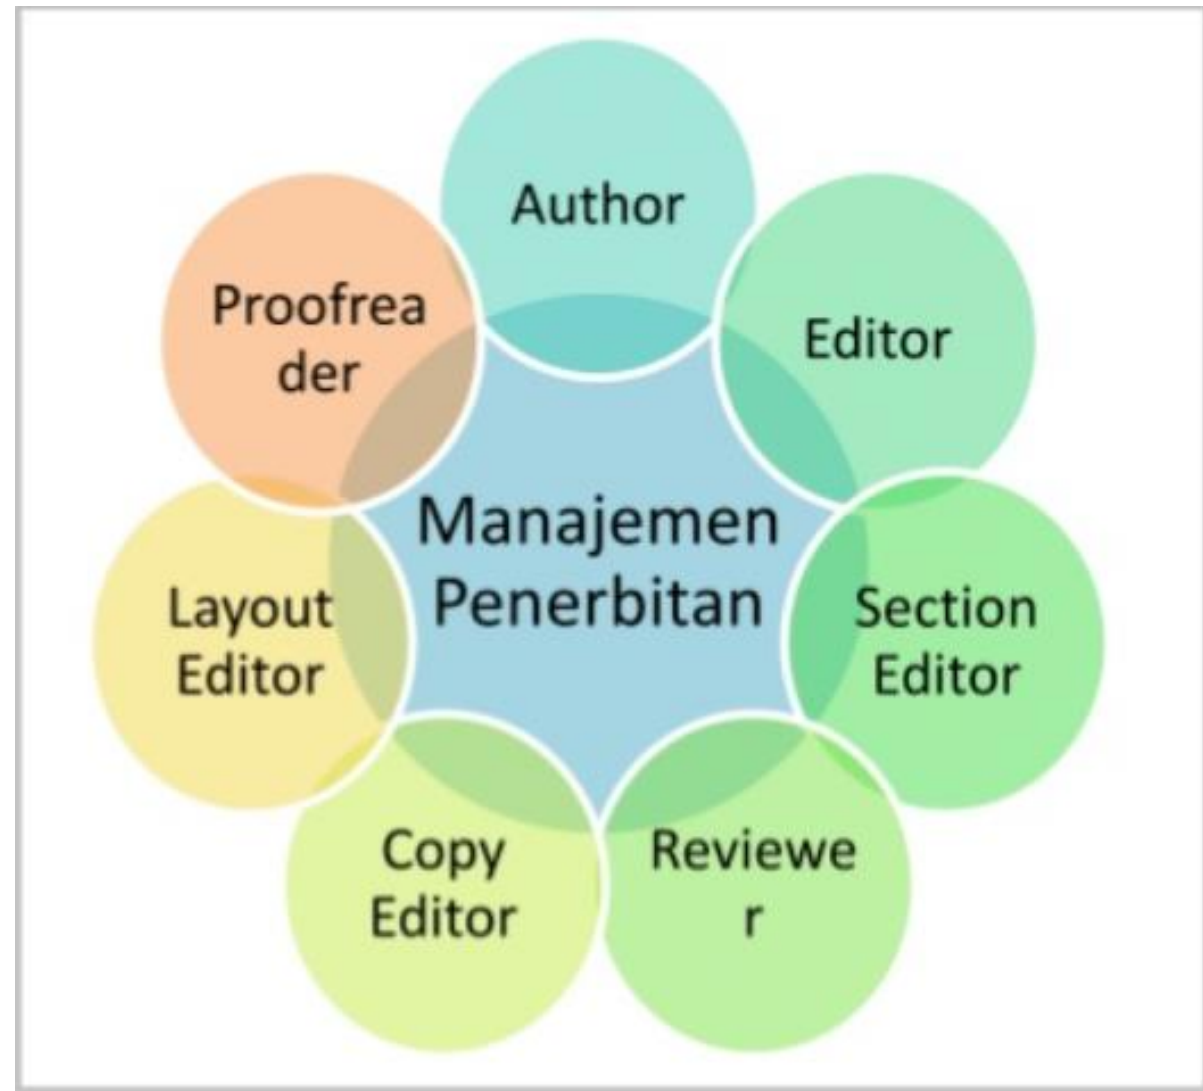 Author
Editor
Section
Editor
Reviewe
r
Copy
Editor
Layout
Editor
Proofrea
der
Manajemen
Penerbitan